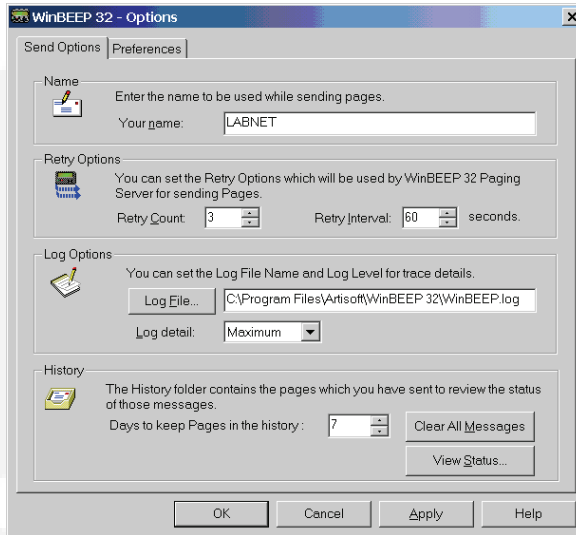 WinBEEP 32 - Options
Send Options Preferences
Name
Enter the name to be used while sending pages.
Your name: LABNET
Retry Options
You can set the Retry Options which will be used by WinBEEP 32 Paging
Server for sending Pages.
Retry Count: 3 Retry Interval: 60 seconds.
Log Options
You can set the Log File Name and Log Level for trace details.
Log File... C:\Program Files\Artisoft\WinBEEP 32\WinBEEP.log
Log detail: Maximum
History
The History folder contains the pages which you have sent to review the status
of those messages.
Days to keep Pages in the history : 7 Clear All Messages
View Status...
OK Cancel Apply Help